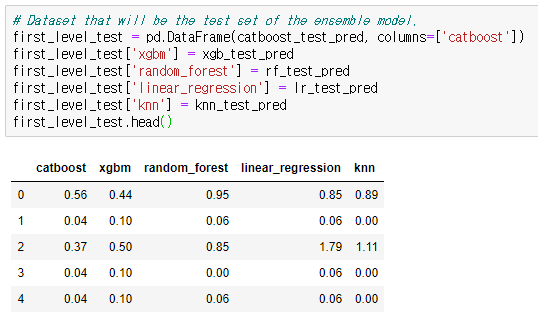 # Dataset that will be the test set of the ensemble model.
first_level_test = pd.DataFrame(catboost_test_pred, columns=['catboost'])
first_level_test['xgbm'] = xgb_test_pred
first_level_test['random_forest'] = rf_test_pred
first_level_test['linear_regression'] = lr_test_pred
first_level_test['knn'] = knn_test_pred
first_level_test.head()
catboost xgbm random_forest linear_regression knn
0 0.56 0.44 0.95 0.85 0.89
1 0.04 0.10 0.06 0.06 0.00
2 0.37 0.50 0.85 1.79 1.11
3 0.04 0.10 0.00 0.06 0.00
4 0.04 0.10 0.06 0.06 0.00